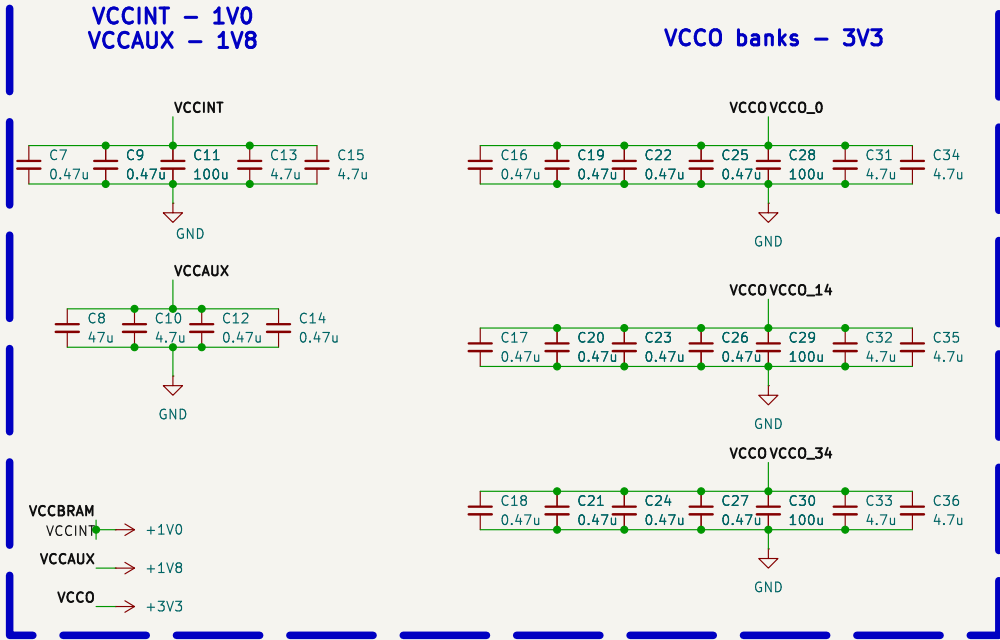 VCCINT – 1V0
VCCAUX – 1V8
VCCO banks – 3V3
VCCINT
C7 C9 C11 C13 C15
0.47u 0.47u 100u 4.7u 4.7u
GND
VCCAUX
C8 C10 C12 C14
47u 4.7u 0.47u 0.47u
GND
VCCBRAM
VCCINT +1V0
VCCAUX +1V8
VCCO +3V3
VCCO VCCO_0
C16 C19 C22 C25 C28 C31 C34
0.47u 0.47u 0.47u 0.47u 100u 4.7u 4.7u
GND
VCCO VCCO_14
C17 C20 C23 C26 C29 C32 C35
0.47u 0.47u 0.47u 0.47u 100u 4.7u 4.7u
GND
VCCO VCCO_34
C18 C21 C24 C27 C30 C33 C36
0.47u 0.47u 0.47u 0.47u 100u 4.7u 4.7u
GND